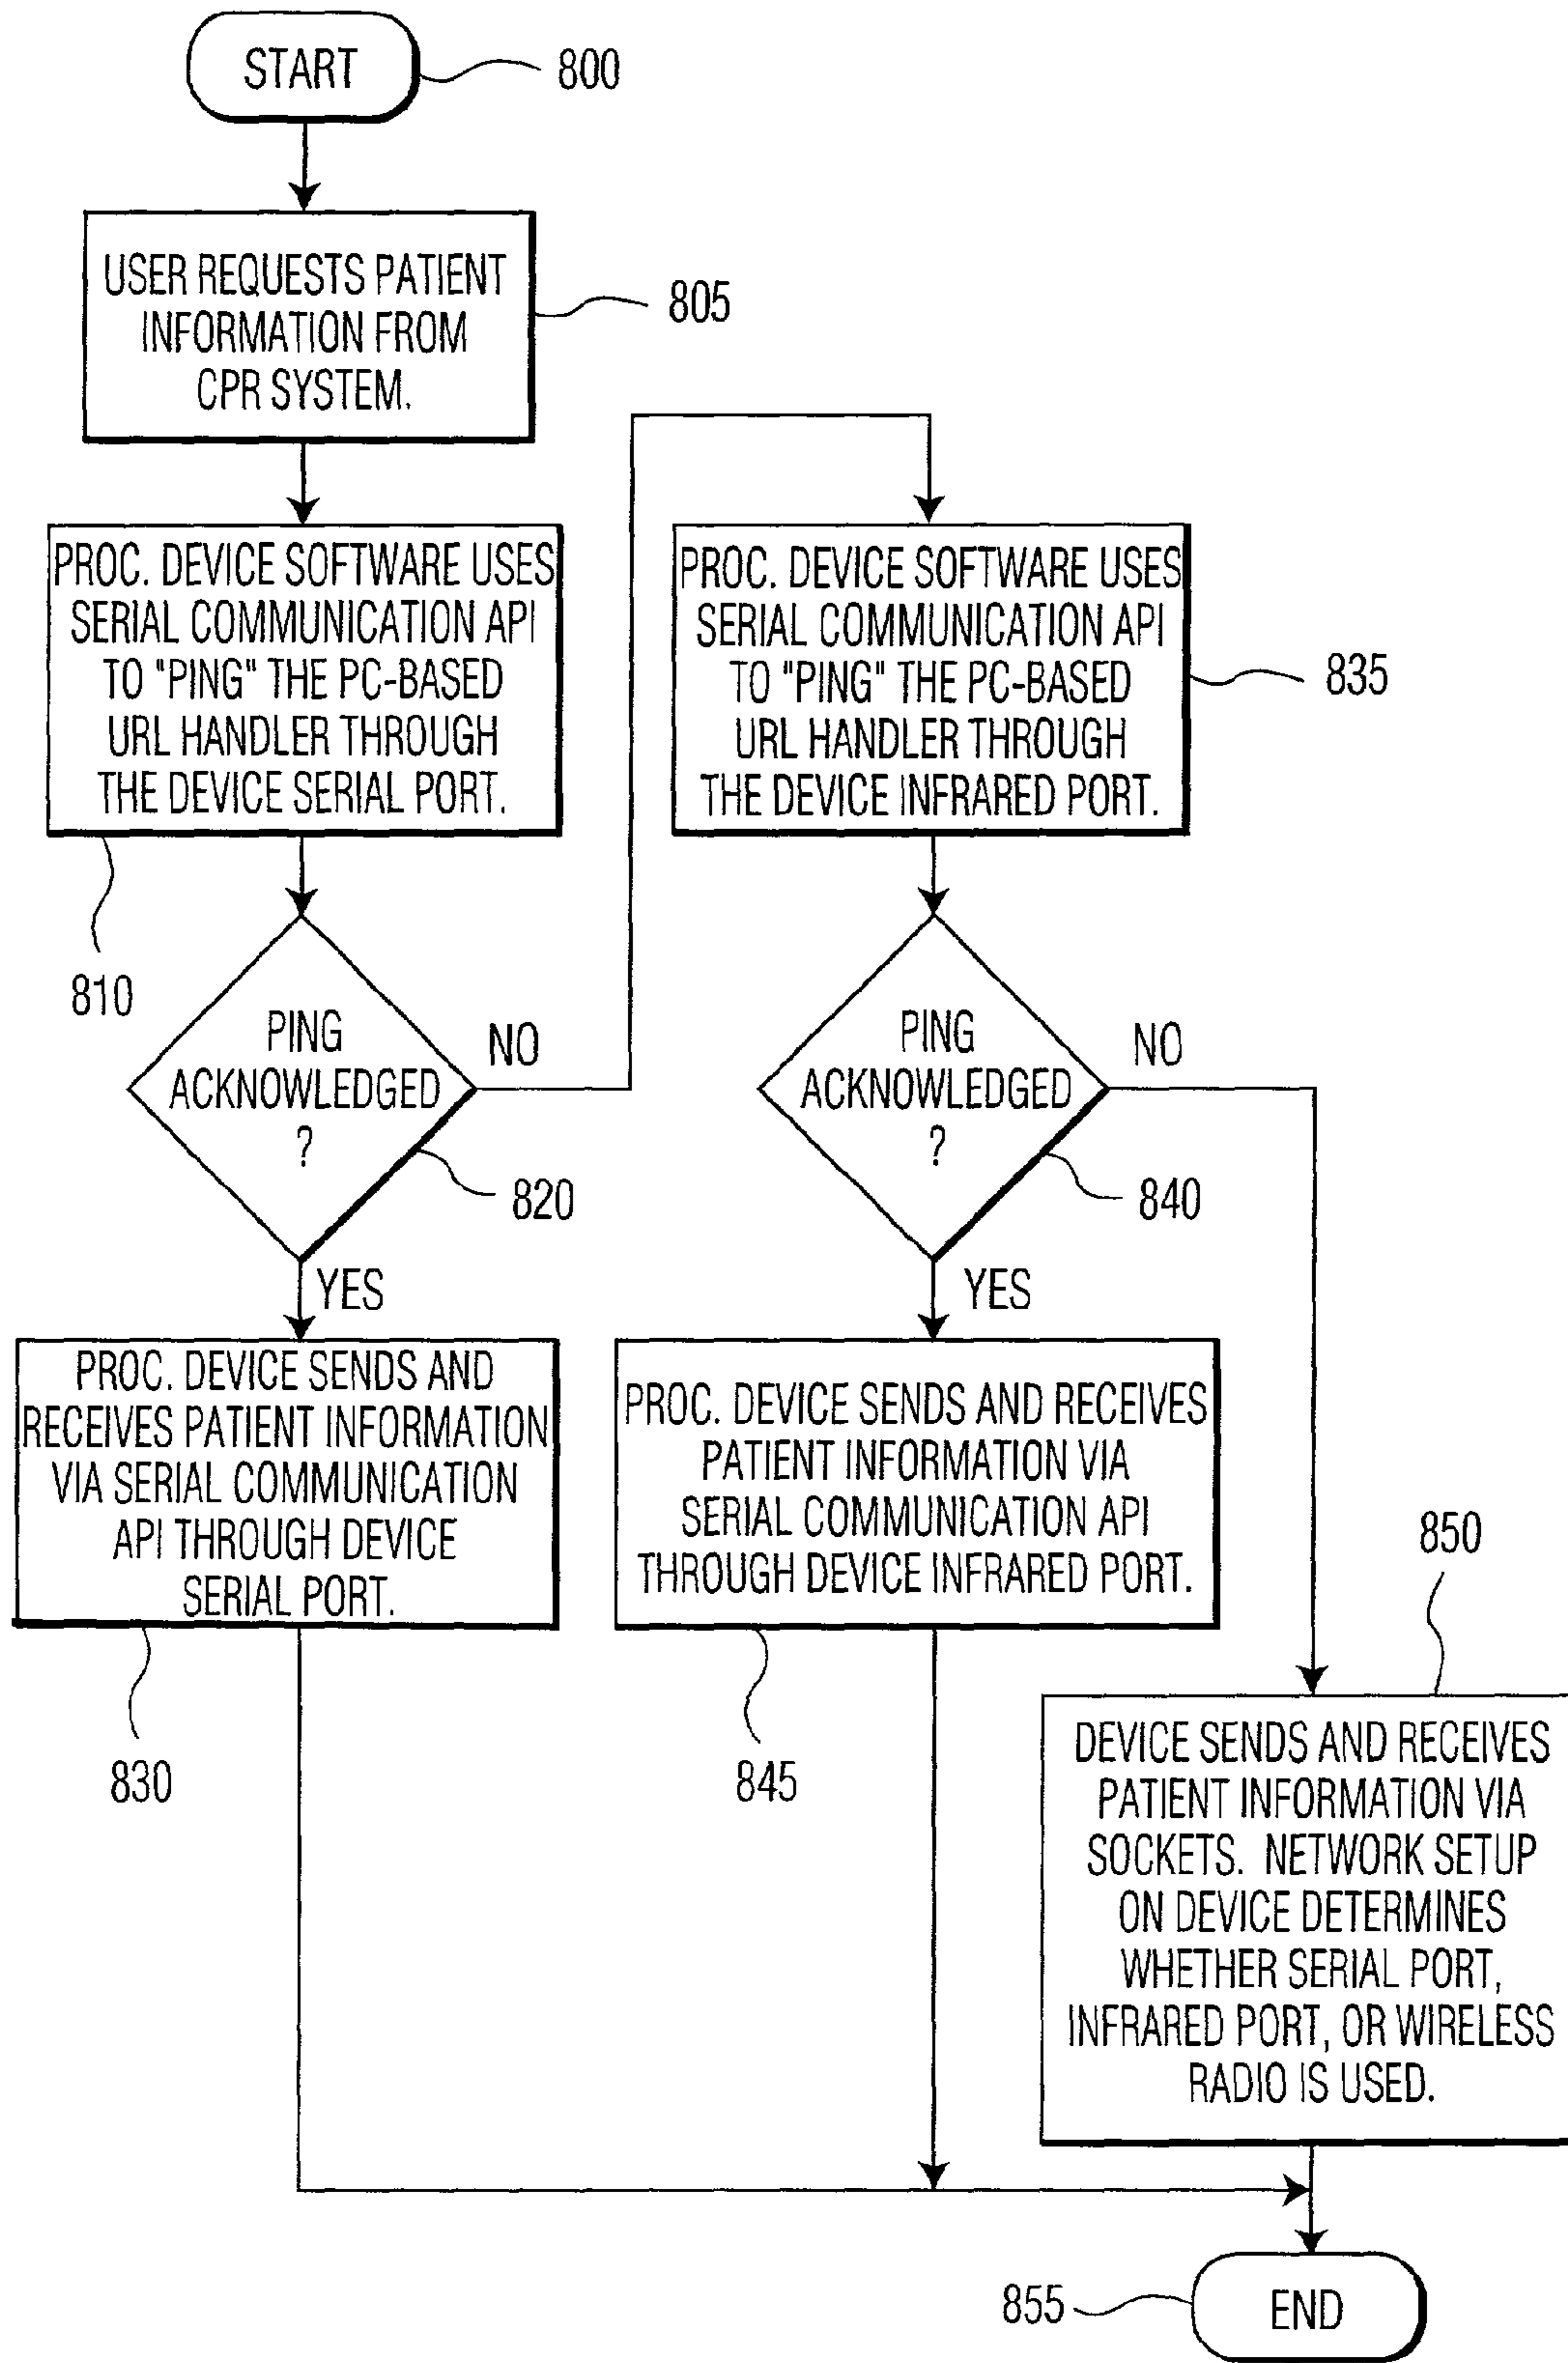 START
800
USER REQUESTS PATIENT
INFORMATION FROM
CPR SYSTEM.
805
PROC. DEVICE SOFTWARE USES
SERIAL COMMUNICATION API
TO "PING" THE PC-BASED
URL HANDLER THROUGH
THE DEVICE SERIAL PORT.
810
PROC. DEVICE SOFTWARE USES
SERIAL COMMUNICATION API
TO "PING" THE PC-BASED
URL HANDLER THROUGH
THE DEVICE INFRARED PORT.
835
PING
ACKNOWLEDGED
?
NO
820
YES
PING
ACKNOWLEDGED
?
NO
840
YES
PROC. DEVICE SENDS AND
RECEIVES PATIENT INFORMATION
VIA SERIAL COMMUNICATION
API THROUGH DEVICE
SERIAL PORT.
830
PROC. DEVICE SENDS AND RECEIVES
PATIENT INFORMATION VIA
SERIAL COMMUNICATION API
THROUGH DEVICE INFRARED PORT.
845
850
DEVICE SENDS AND RECEIVES
PATIENT INFORMATION VIA
SOCKETS. NETWORK SETUP
ON DEVICE DETERMINES
WHETHER SERIAL PORT,
INFRARED PORT, OR WIRELESS
RADIO IS USED.
855
END